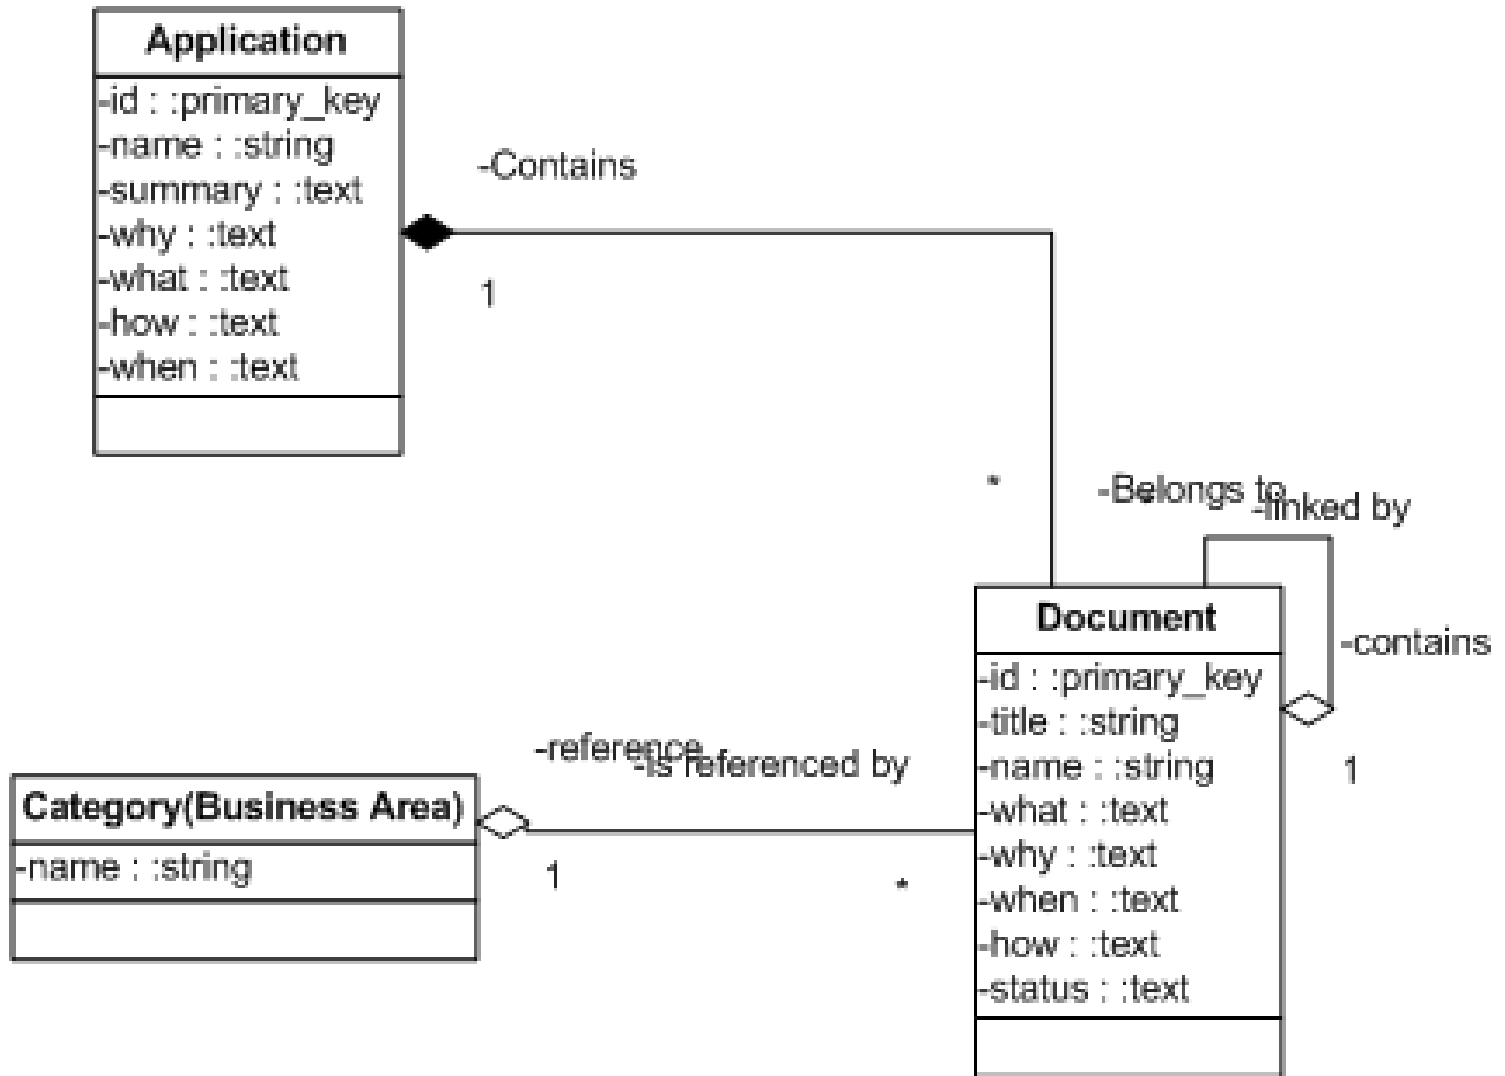 Application
-id : :primary_key
-name : :string
-summary : :text
-why : :text
-what : :text
-how : :text
-when : :text
-Contains
1
*
-Belongs to
-linked by
Document
-id : :primary_key
-title : :string
-name : :string
-what : :text
-why : :text
-when : :text
-how : :text
-status : :text
-contains
1
-reference
-is referenced by
Category(Business Area)
-name : :string
1
*